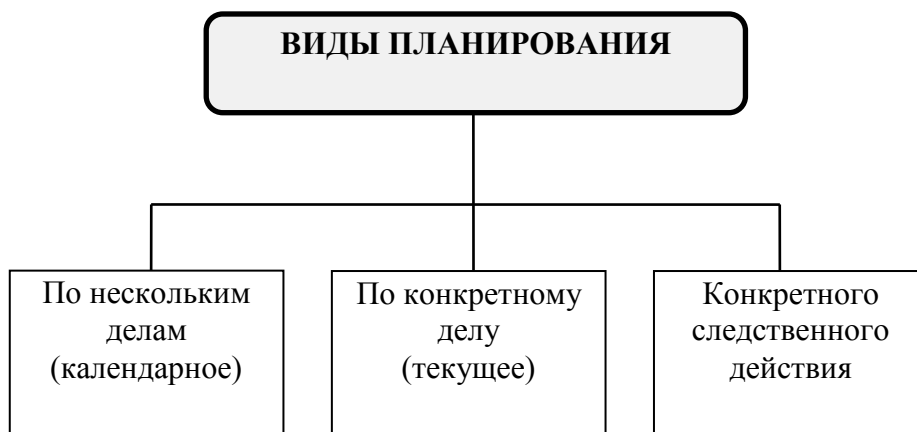 ВИДЫ ПЛАНИРОВАНИЯ
По нескольким
делам
(календарное)
По конкретному
делу
(текущее)
Конкретного
следственного
действия